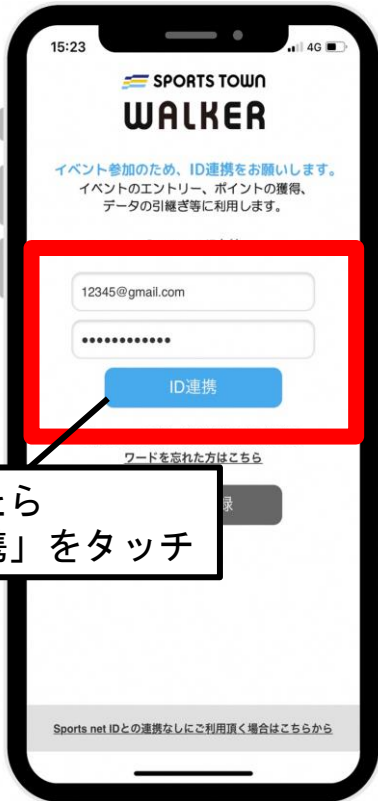 15:23
4G
SPORTS TOWN
WALKER
イベント参加のため、ID連携をお願いします。
イベントのエントリー、ポイントの獲得、
データの引継ぎ等に利用します。
12345@gmail.com
••••••••••••
ID連携
ワードを忘れた方はこちら
たら
携」をタッチ
録
Sports net IDとの連携なしにご利用頂く場合はこちらから